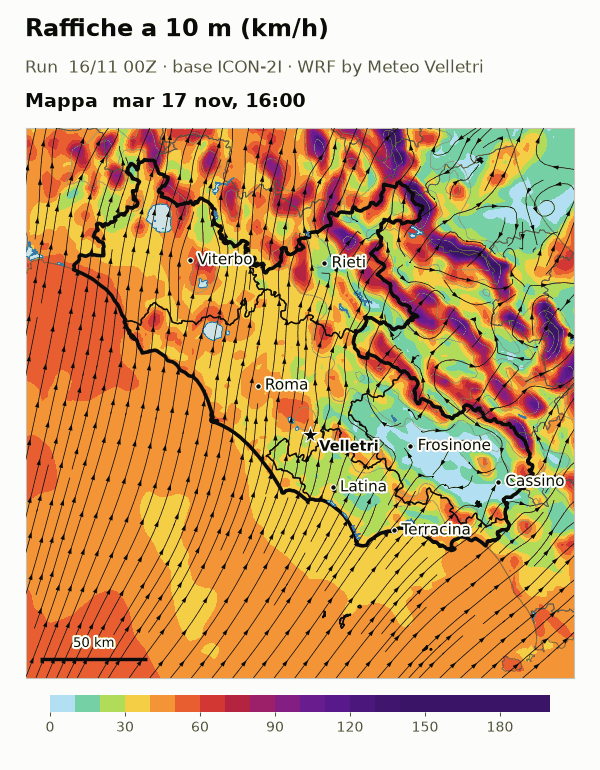 Raffiche a 10 m (km/h)
Run 16/11 00Z · base ICON-2I · WRF by Meteo Velletri
Mappa mar 17 nov, 16:00
Viterbo
Rieti
Roma
Velletri
Frosinone
Cassino
Latina
Terracina
50 km
0 30 60 90 120 150 180